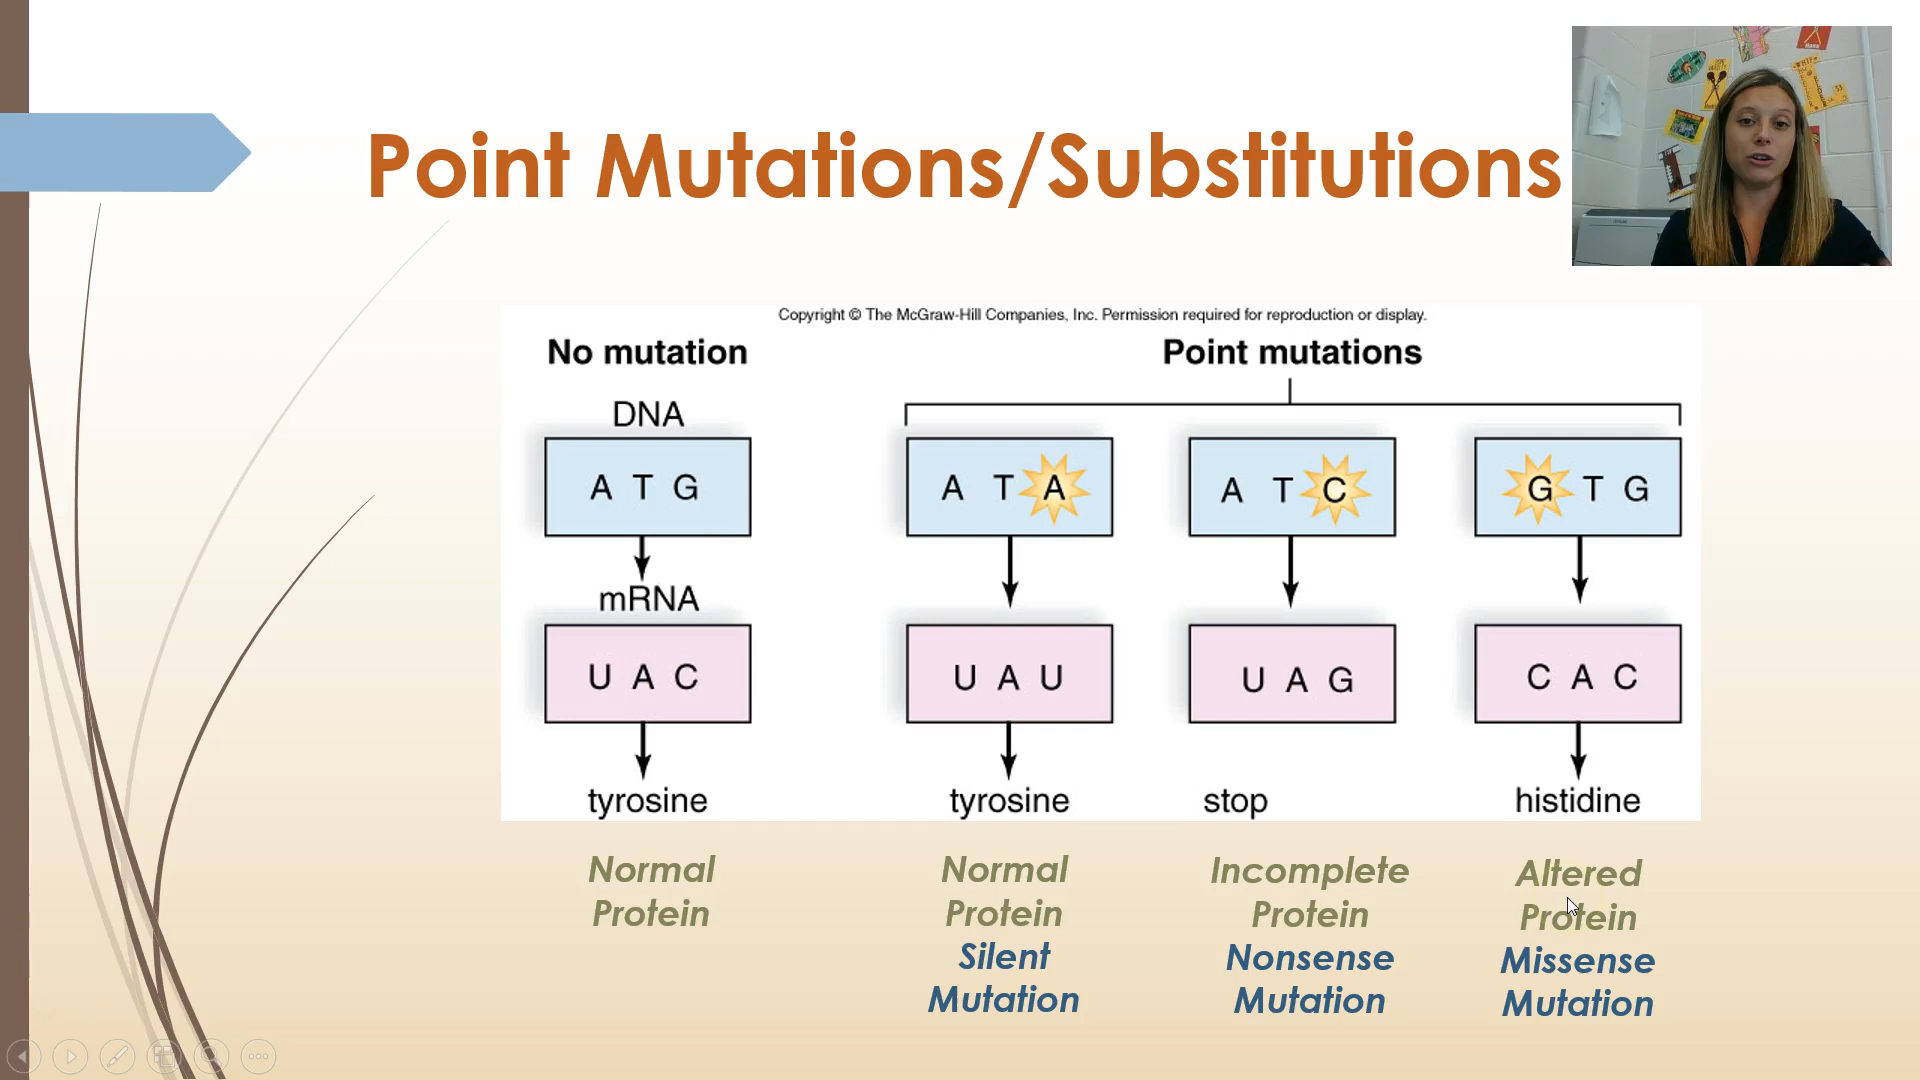 Point Mutations/Substitutions
Copyright © The McGraw-Hill Companies, Inc. Permission required for reproduction or display.
No mutation
Point mutations
DNA
A T G
A T A
A T C
G T G
mRNA
U A C
U A U
U A G
C A C
tyrosine
tyrosine
stop
histidine
Normal
Protein
Normal
Protein
Silent
Mutation
Incomplete
Protein
Nonsense
Mutation
Altered
Protein
Missense
Mutation